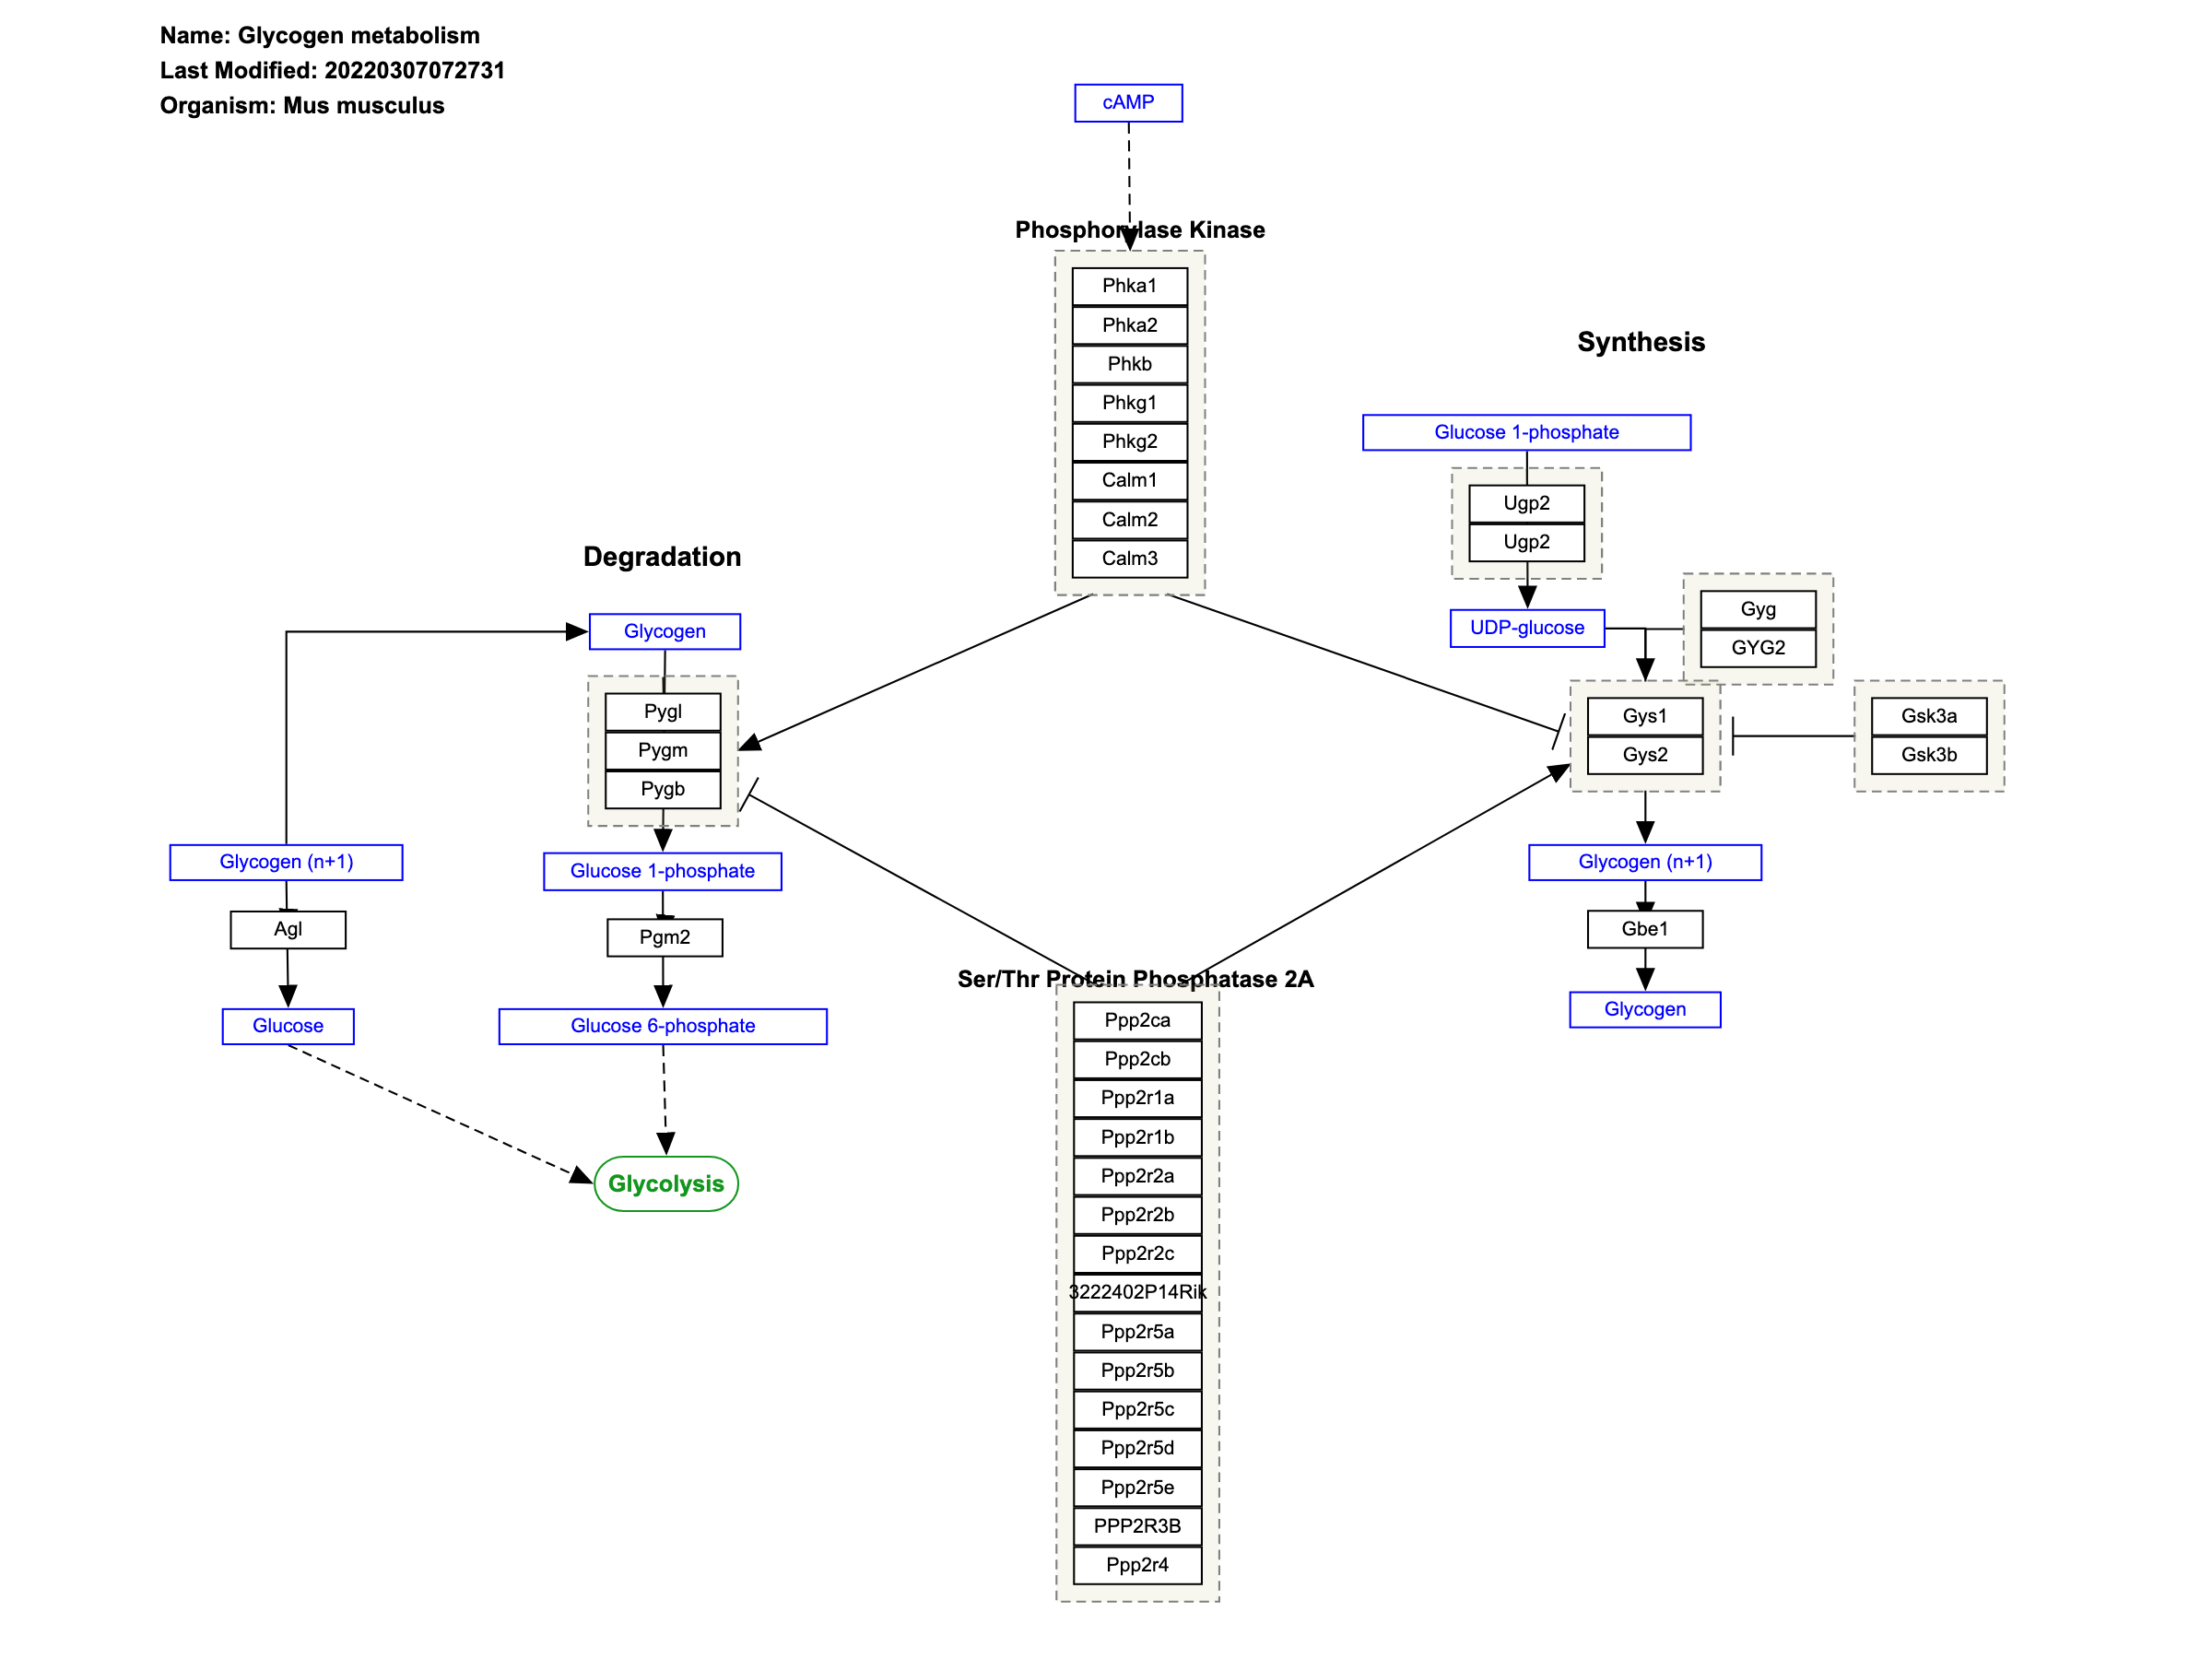 Name: Glycogen metabolism
Last Modified: 20220307072731
Organism: Mus musculus
cAMP
Phosphorylase Kinase
Phka1
Phka2
Phkb
Phkg1
Phkg2
Calm1
Calm2
Calm3
Synthesis
Glucose 1-phosphate
Ugp2
Ugp2
UDP-glucose
Gyg
GYG2
Gys1
Gys2
Gsk3a
Gsk3b
Glycogen (n+1)
Gbe1
Glycogen
Degradation
Glycogen
Pygl
Pygm
Pygb
Glycogen (n+1)
Glucose 1-phosphate
Agl
Pgm2
Glucose
Glucose 6-phosphate
Glycolysis
Ser/Thr Protein Phosphatase 2A
Ppp2ca
Ppp2cb
Ppp2r1a
Ppp2r1b
Ppp2r2a
Ppp2r2b
Ppp2r2c
3222402P14Rik
Ppp2r5a
Ppp2r5b
Ppp2r5c
Ppp2r5d
Ppp2r5e
PPP2R3B
Ppp2r4